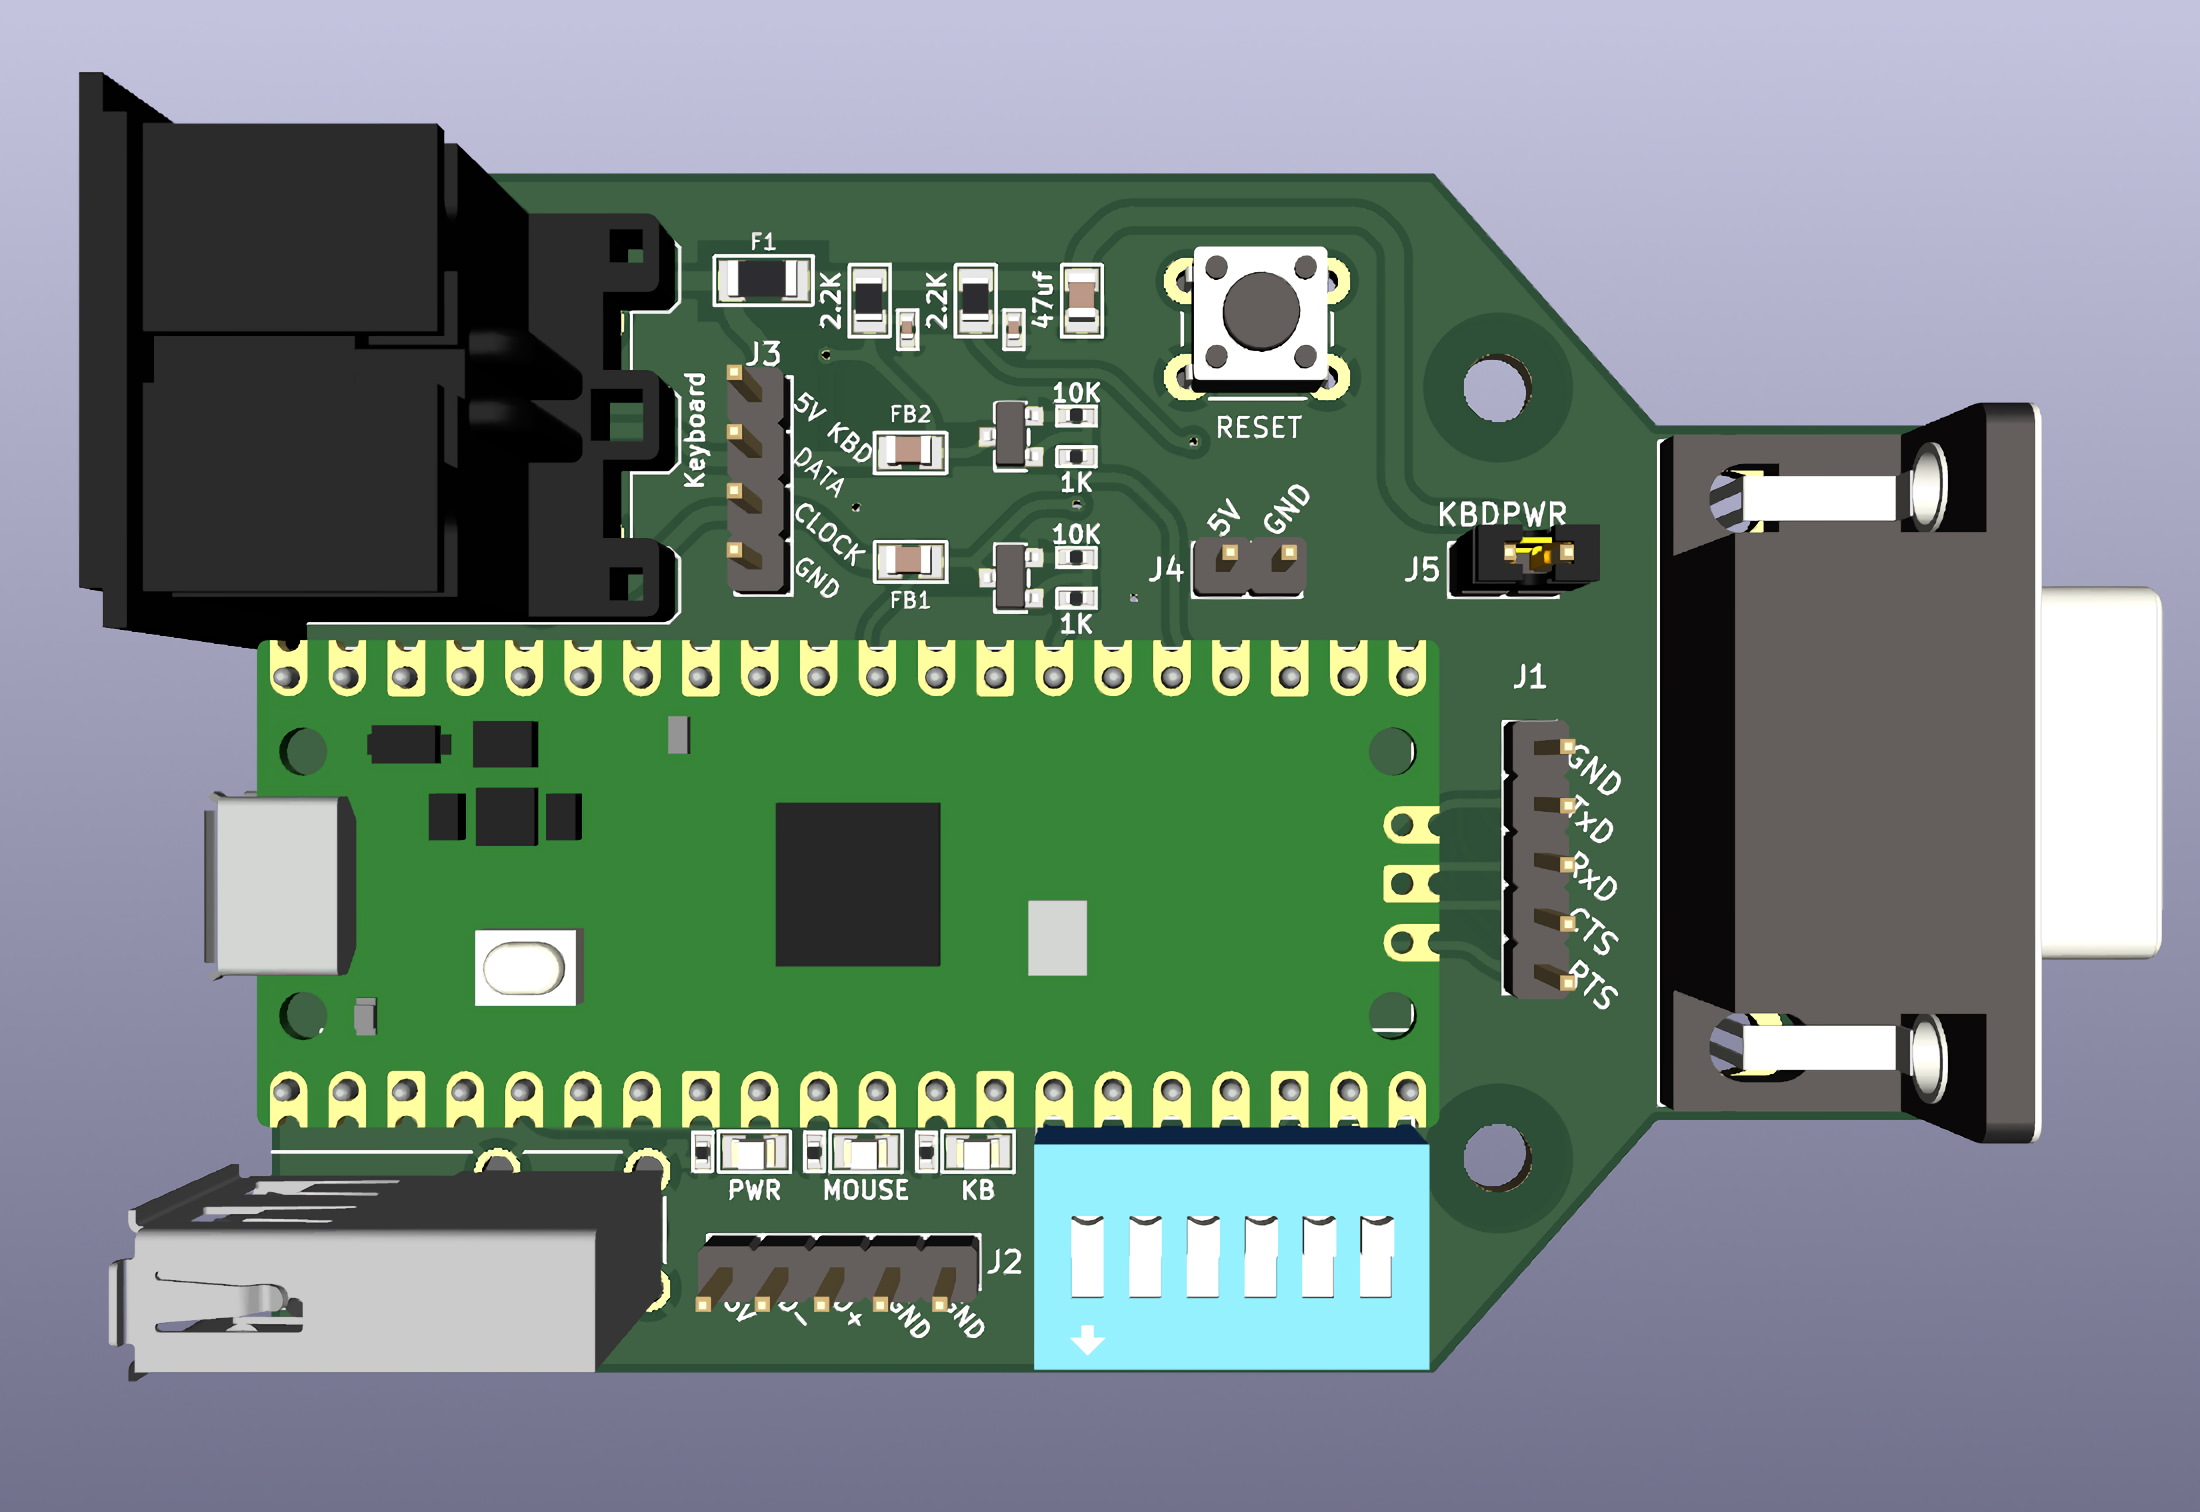 F1
2.2K
2.2K
47uf
J3
Keyboard
5V KBD
DATA
CLOCK
GND
FB2
FB1
10K
1K
10K
1K
RESET
5V
GND
J4
KBDPWR
J5
J1
GND
TxD
RxD
CTS
RTS
PWR
MOUSE
KB
J2
5V
D-
D+
GND
GND